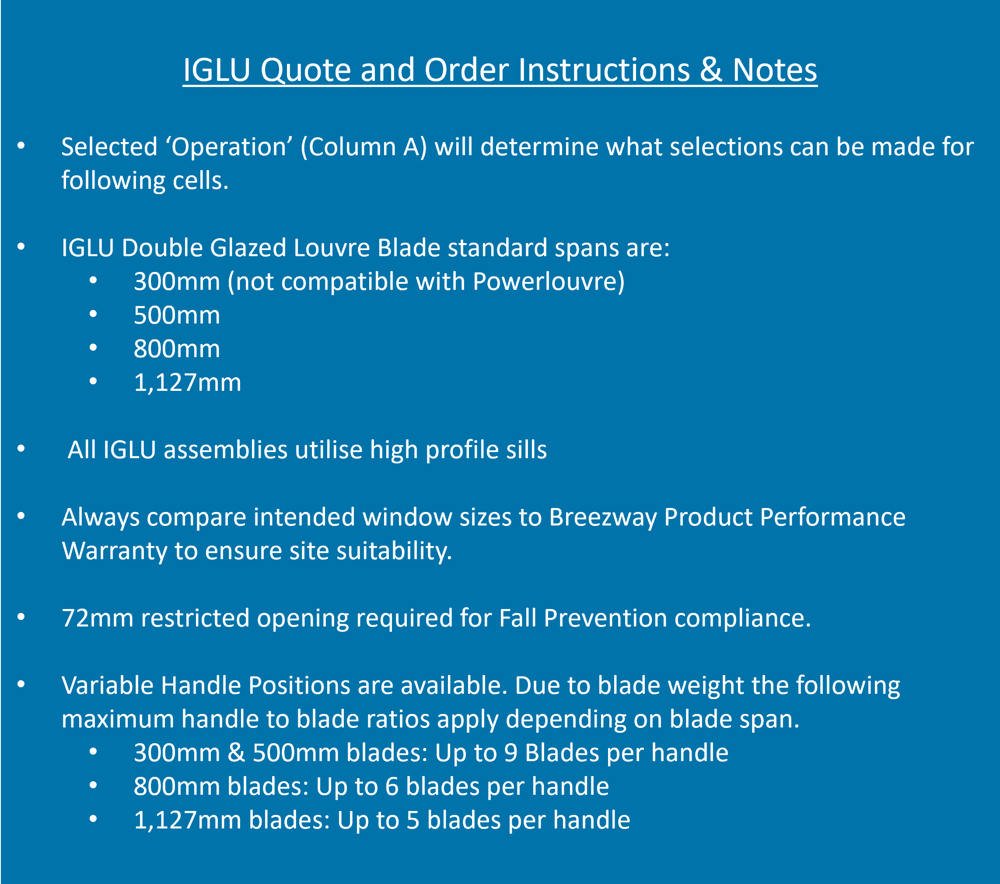 IGLU Quote and Order Instructions & Notes
• Selected ‘Operation’ (Column A) will determine what selections can be made for
following cells.
• IGLU Double Glazed Louvre Blade standard spans are:
• 300mm (not compatible with Powerlouvre)
• 500mm
• 800mm
• 1,127mm
• All IGLU assemblies utilise high profile sills
• Always compare intended window sizes to Breezway Product Performance
Warranty to ensure site suitability.
• 72mm restricted opening required for Fall Prevention compliance.
• Variable Handle Positions are available. Due to blade weight the following
maximum handle to blade ratios apply depending on blade span.
• 300mm & 500mm blades: Up to 9 Blades per handle
• 800mm blades: Up to 6 blades per handle
• 1,127mm blades: Up to 5 blades per handle